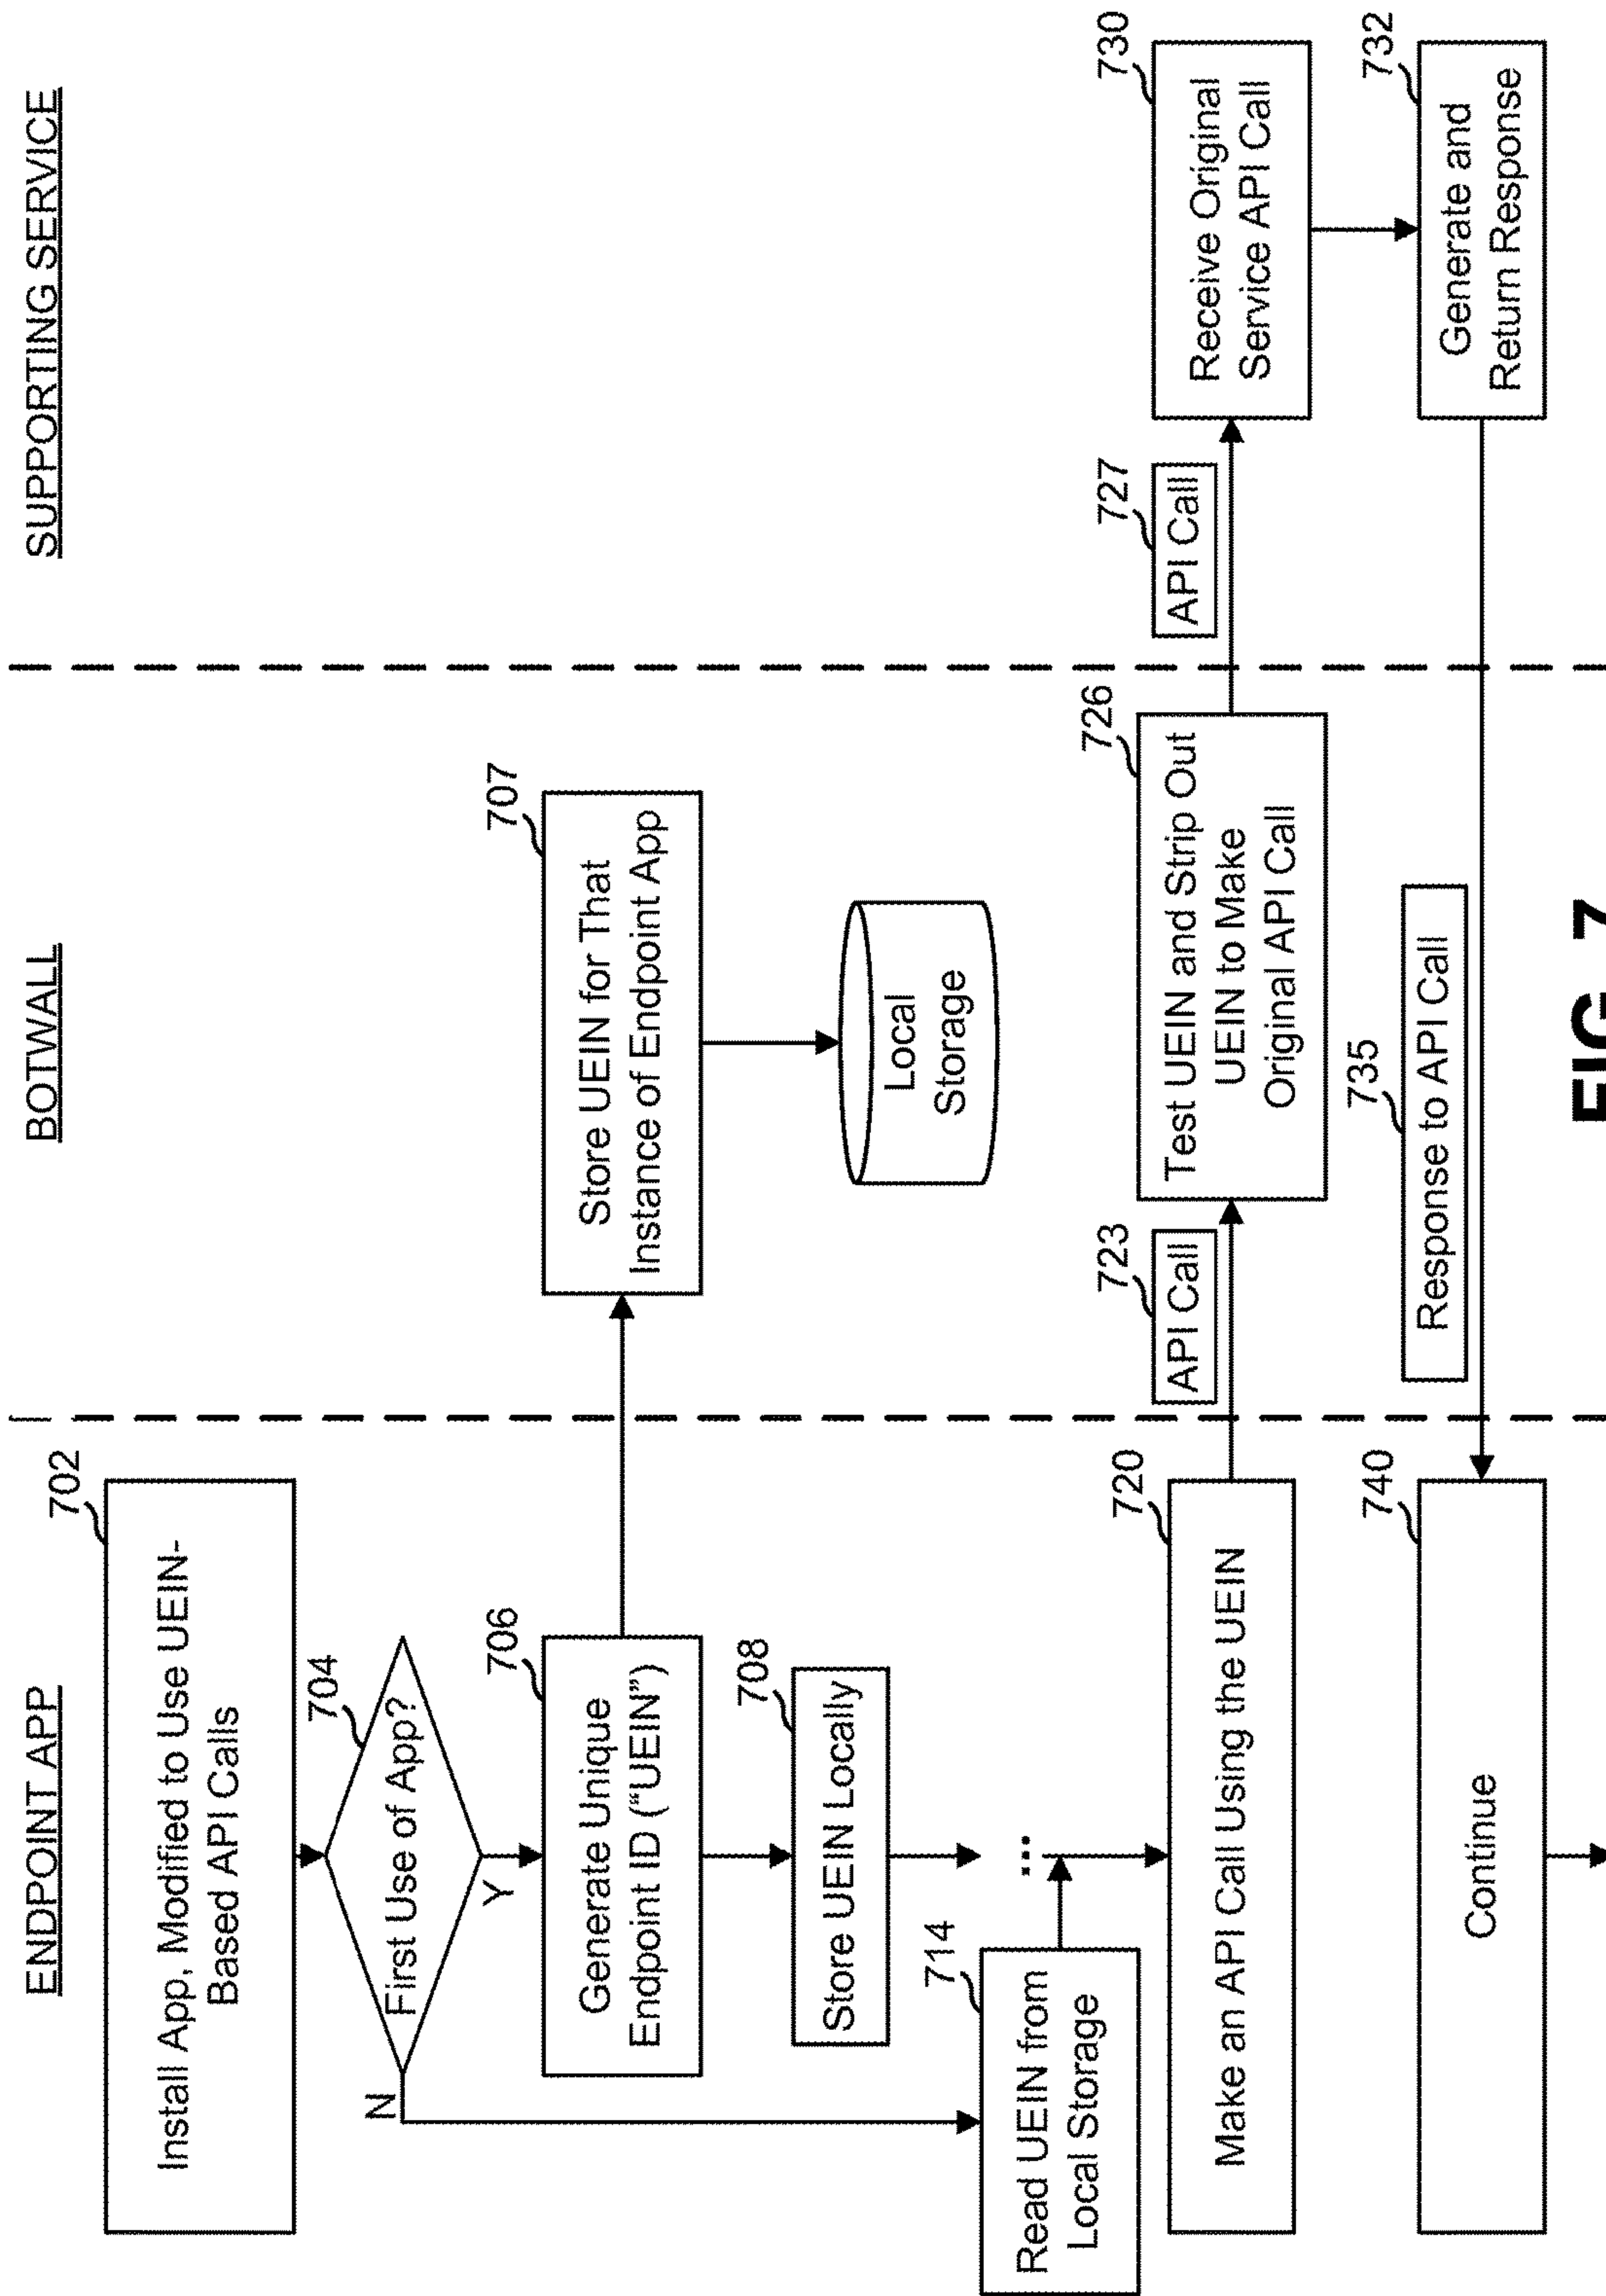 ENDPOINT APP
BOTWALL
SUPPORTING SERVICE
702
Install App, Modified to Use UEIN-
Based API Calls
704
First Use of App?
N
Y
706
Generate Unique
Endpoint ID (“UEIN”)
707
Store UEIN for That
Instance of Endpoint App
708
Store UEIN Locally
Local
Storage
...
714
Read UEIN from
Local Storage
720
Make an API Call Using the UEIN
723
API Call
726
Test UEIN and Strip Out
UEIN to Make
Original API Call
727
API Call
730
Receive Original
Service API Call
732
Generate and
Return Response
735
Response to API Call
740
Continue
FIG. 7